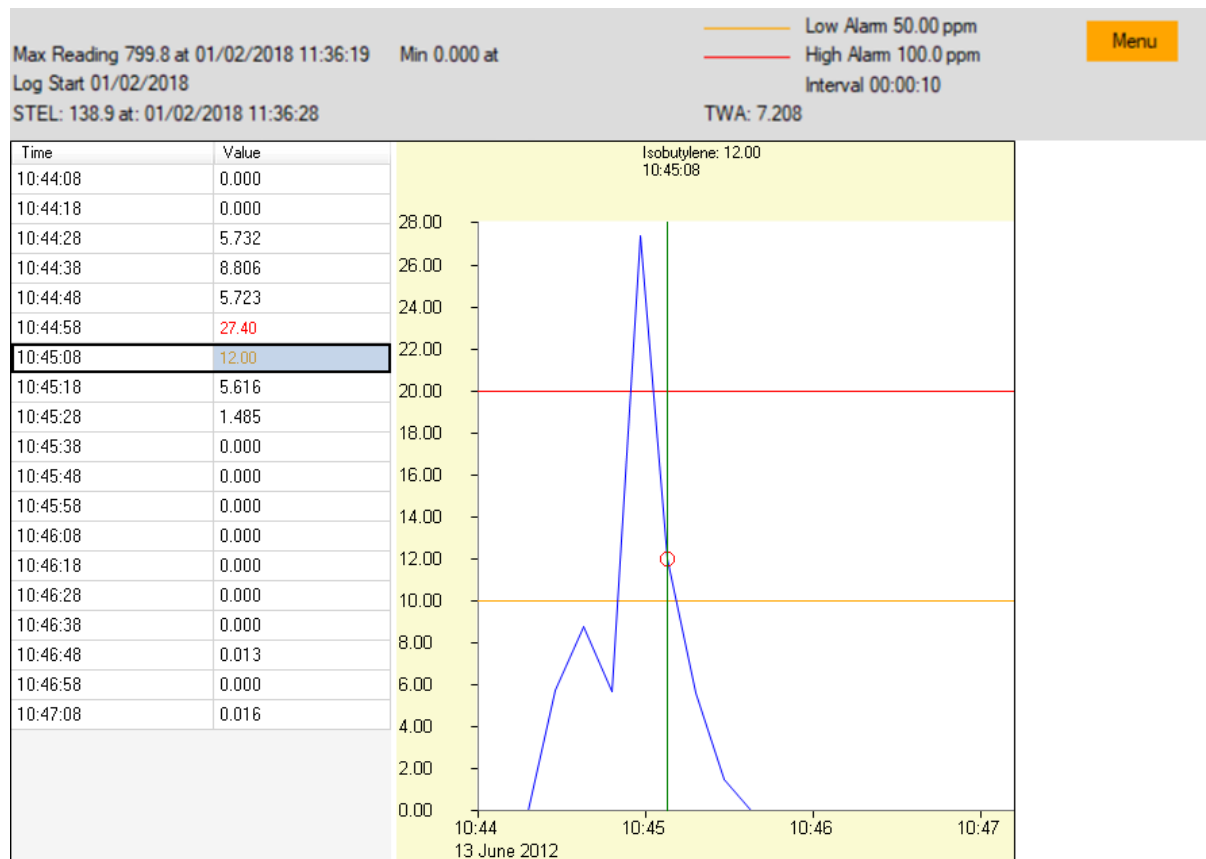 Max Reading 799.8 at 01/02/2018 11:36:19 Min 0.000 at
Log Start 01/02/2018
STEL: 138.9 at: 01/02/2018 11:36:28
Low Alarm 50.00 ppm
High Alarm 100.0 ppm
Interval 00:00:10
TWA: 7.208
Menu
Time Value
10:44:08 0.000
10:44:18 0.000
10:44:28 5.732
10:44:38 8.806
10:44:48 5.723
10:44:58 27.40
10:45:08 12.00
10:45:18 5.616
10:45:28 1.485
10:45:38 0.000
10:45:48 0.000
10:45:58 0.000
10:46:08 0.000
10:46:18 0.000
10:46:28 0.000
10:46:38 0.000
10:46:48 0.013
10:46:58 0.000
10:47:08 0.016
Isobutylene: 12.00
10:45:08
28.00
26.00
24.00
22.00
20.00
18.00
16.00
14.00
12.00
10.00
8.00
6.00
4.00
2.00
0.00
10:44 10:45 10:46 10:47
13 June 2012